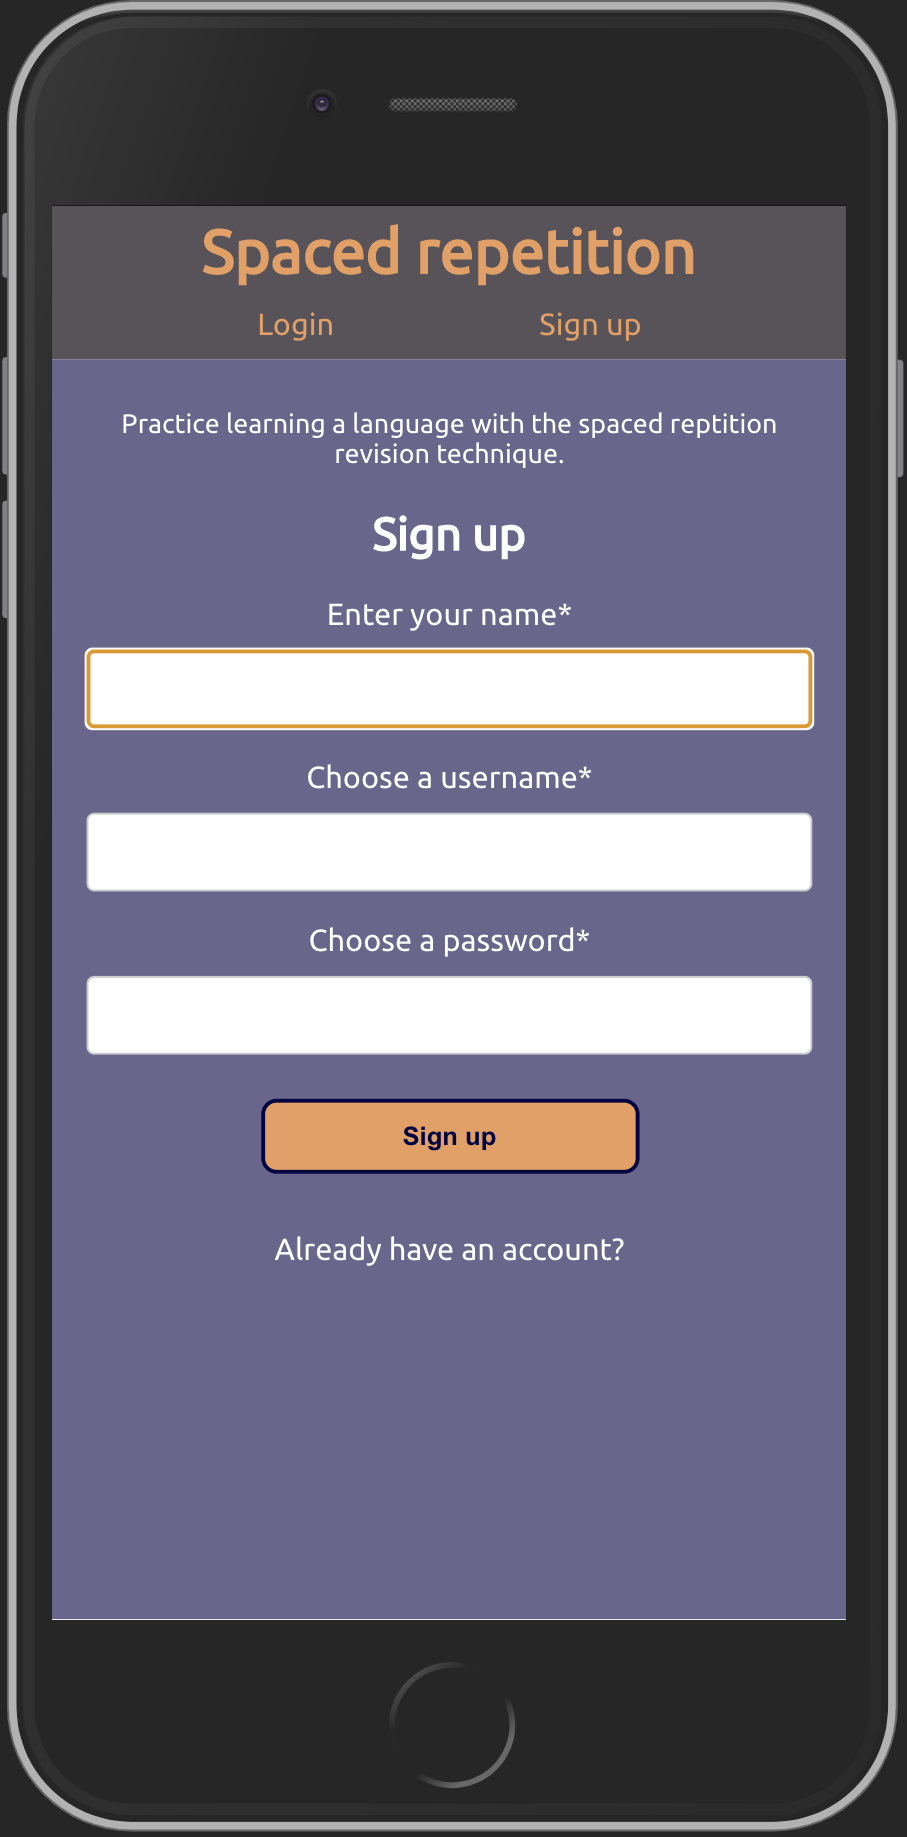 Spaced repetition
Login Sign up
Practice learning a language with the spaced reptition
revision technique.
Sign up
Enter your name*
Choose a username*
Choose a password*
Sign up
Already have an account?